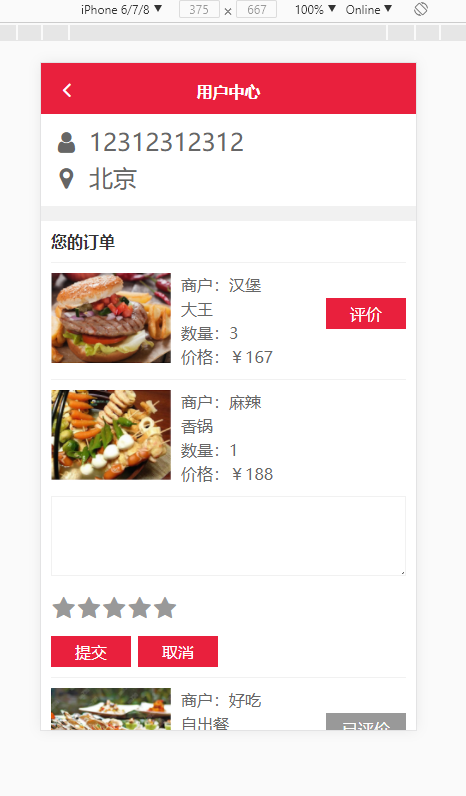 iPhone 6/7/8 ▼ 375 × 667 100% ▼ Online ▼
用户中心
12312312312
北京
您的订单
商户：汉堡
大王
数量：3
价格：￥167
评价
商户：麻辣
香锅
数量：1
价格：￥188
提交 取消
商户：好吃
自出餐
已评价